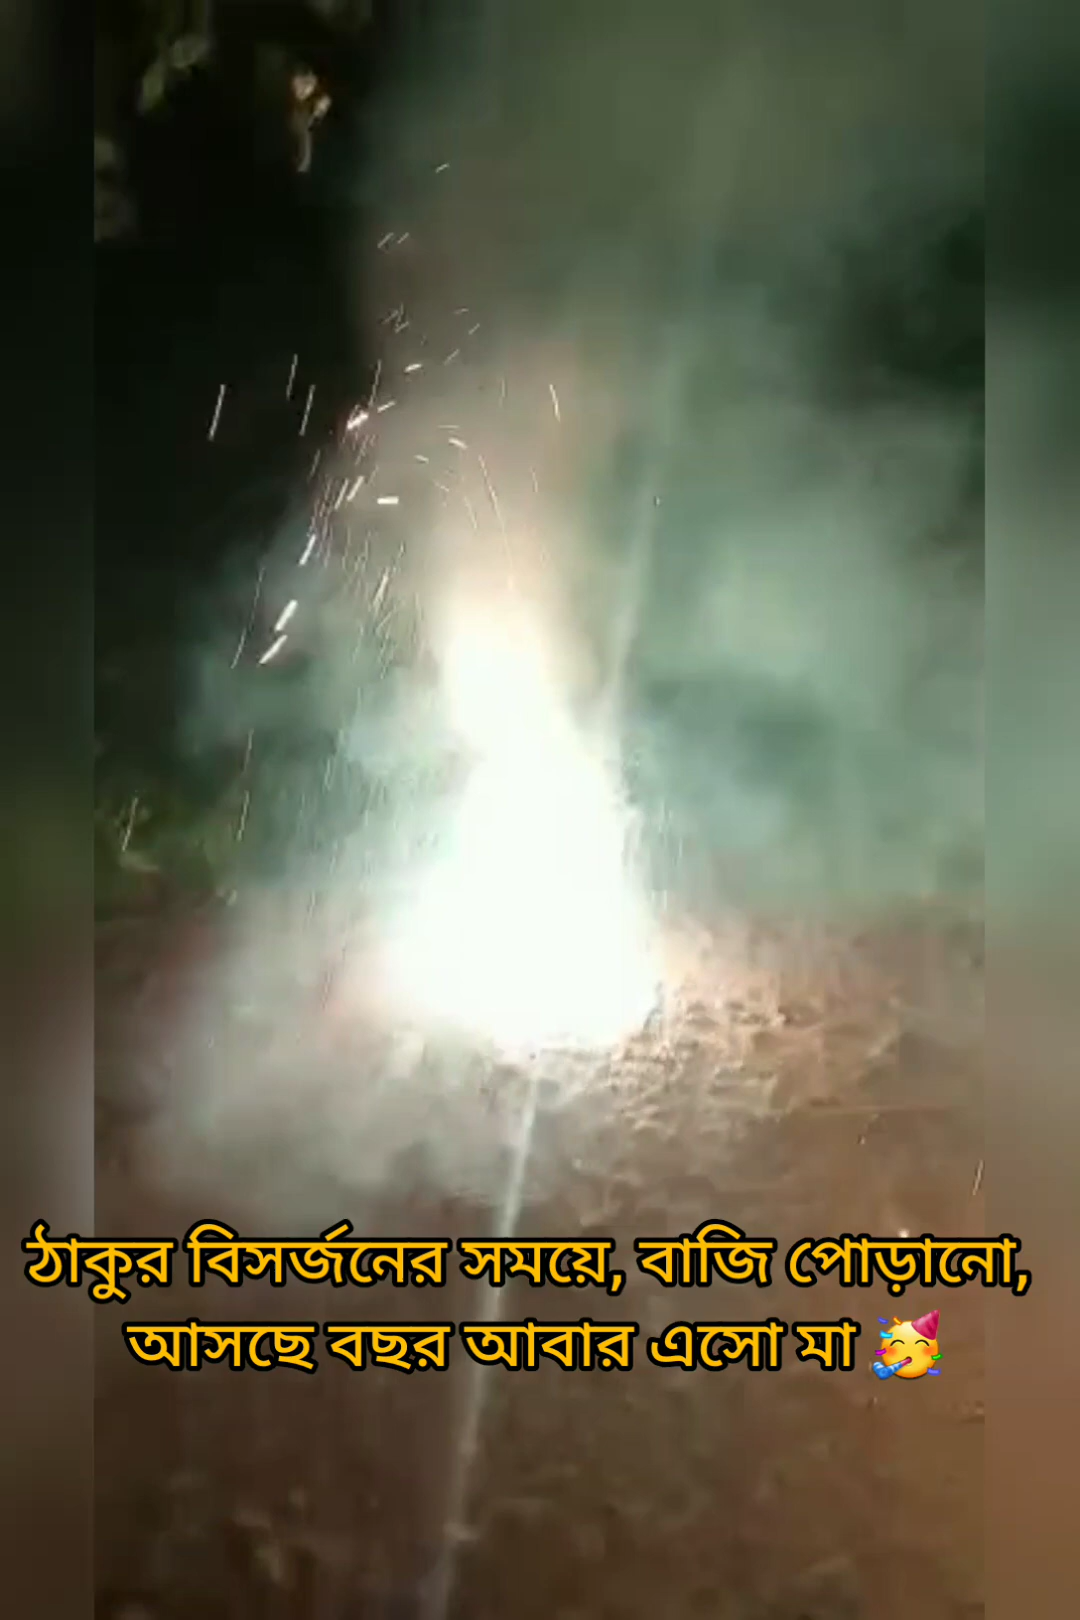 ঠাকুর বিসর্জনের সময়ে, বাজি পোড়ানো,
আসছে বছর আবার এসো মা 🥳